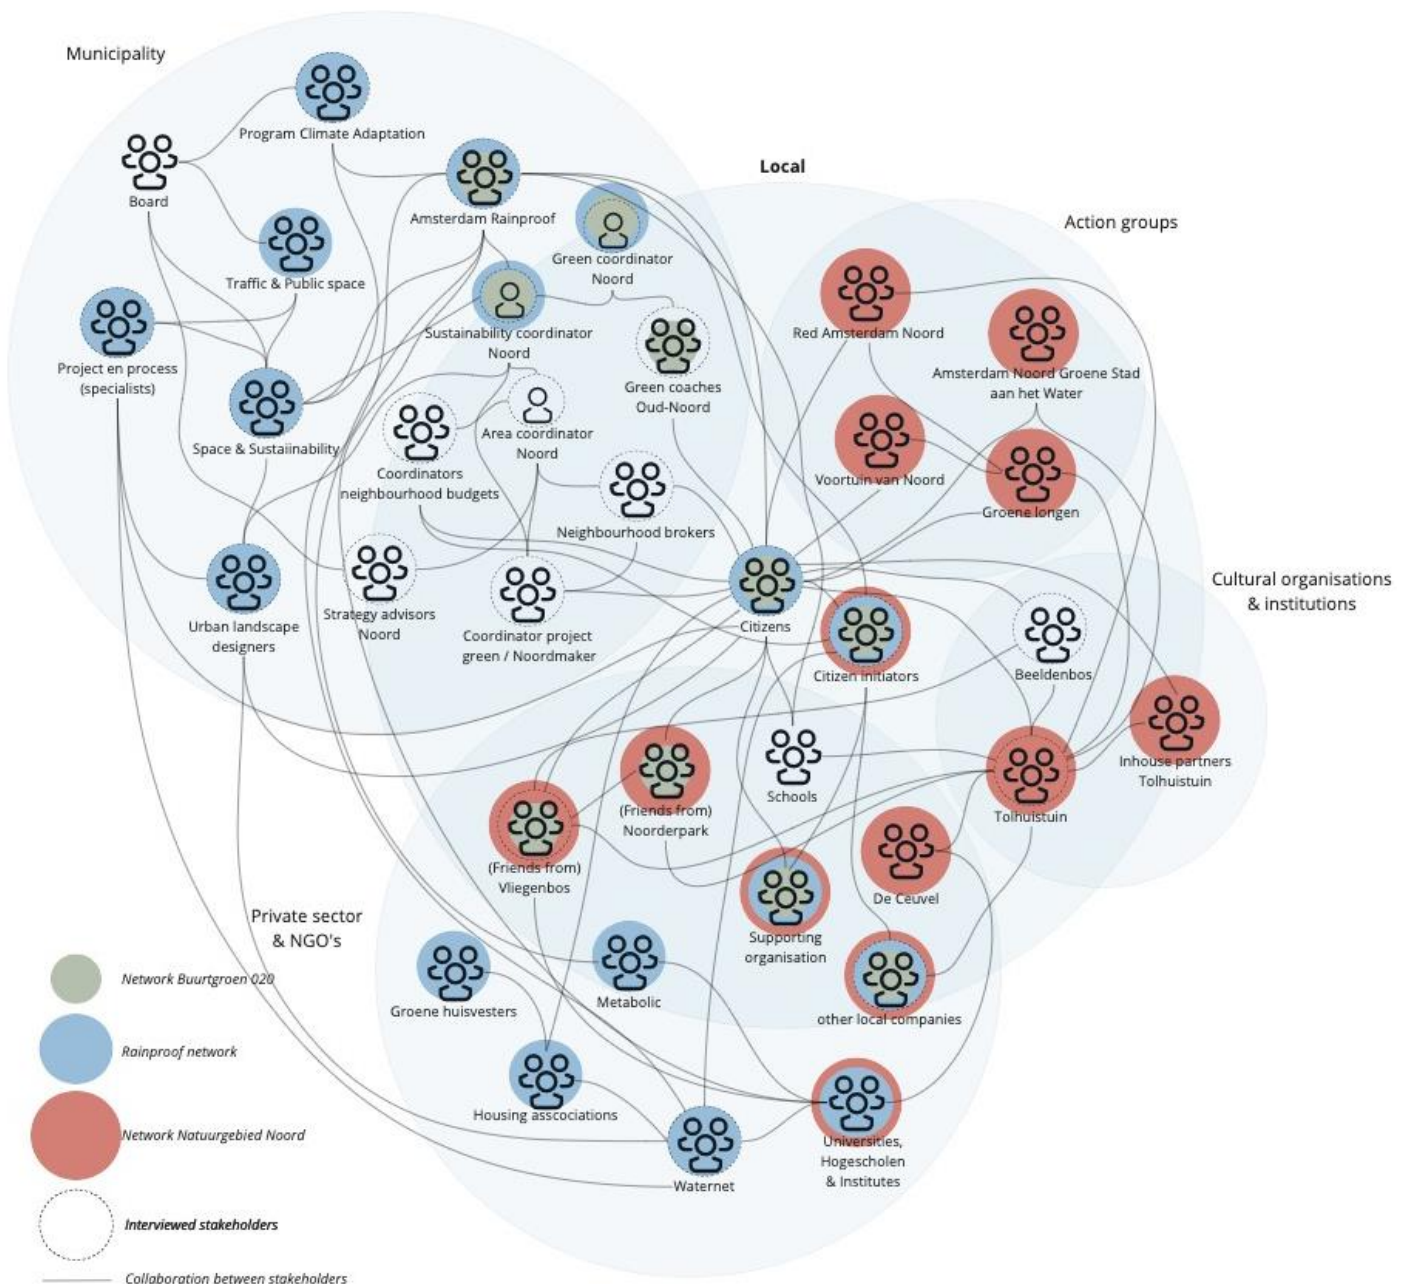 Municipality
Program Climate Adaptation
Board
Amsterdam Rainproof
Local
Action groups
Traffic & Public space
Green coordinator
Noord
Project en process
(specialists)
Sustainability coordinator
Noord
Red Amsterdam Noord
Amsterdam Noord Groene Stad
aan het Water
Green coaches
Oud-Noord
Space & Sustaiinability
Area coordinator
Noord
Coordinators
neighbourhood budgets
Voortuin van Noord
Groene longen
Neighbourhood brokers
Cultural organisations
& institutions
Urban landscape
designers
Strategy advisors
Noord
Coordinator project
green / Noordmaker
Citizens
Citizen initiators
Beeldenbos
Inhouse partners
Tolhuistuin
Schools
Tolhuistuin
(Friends from)
Noorderpark
(Friends from)
Vliegenbos
De Ceuvel
Private sector
& NGO's
Supporting
organisation
Groene huisvesters
Metabolic
other local companies
Housing asscociations
Universities,
Hogescholen
& Institutes
Waternet
Network Buurtgroen 020
Rainproof network
Network Natuurgebied Noord
Interviewed stakeholders
Collaboration between stakeholders